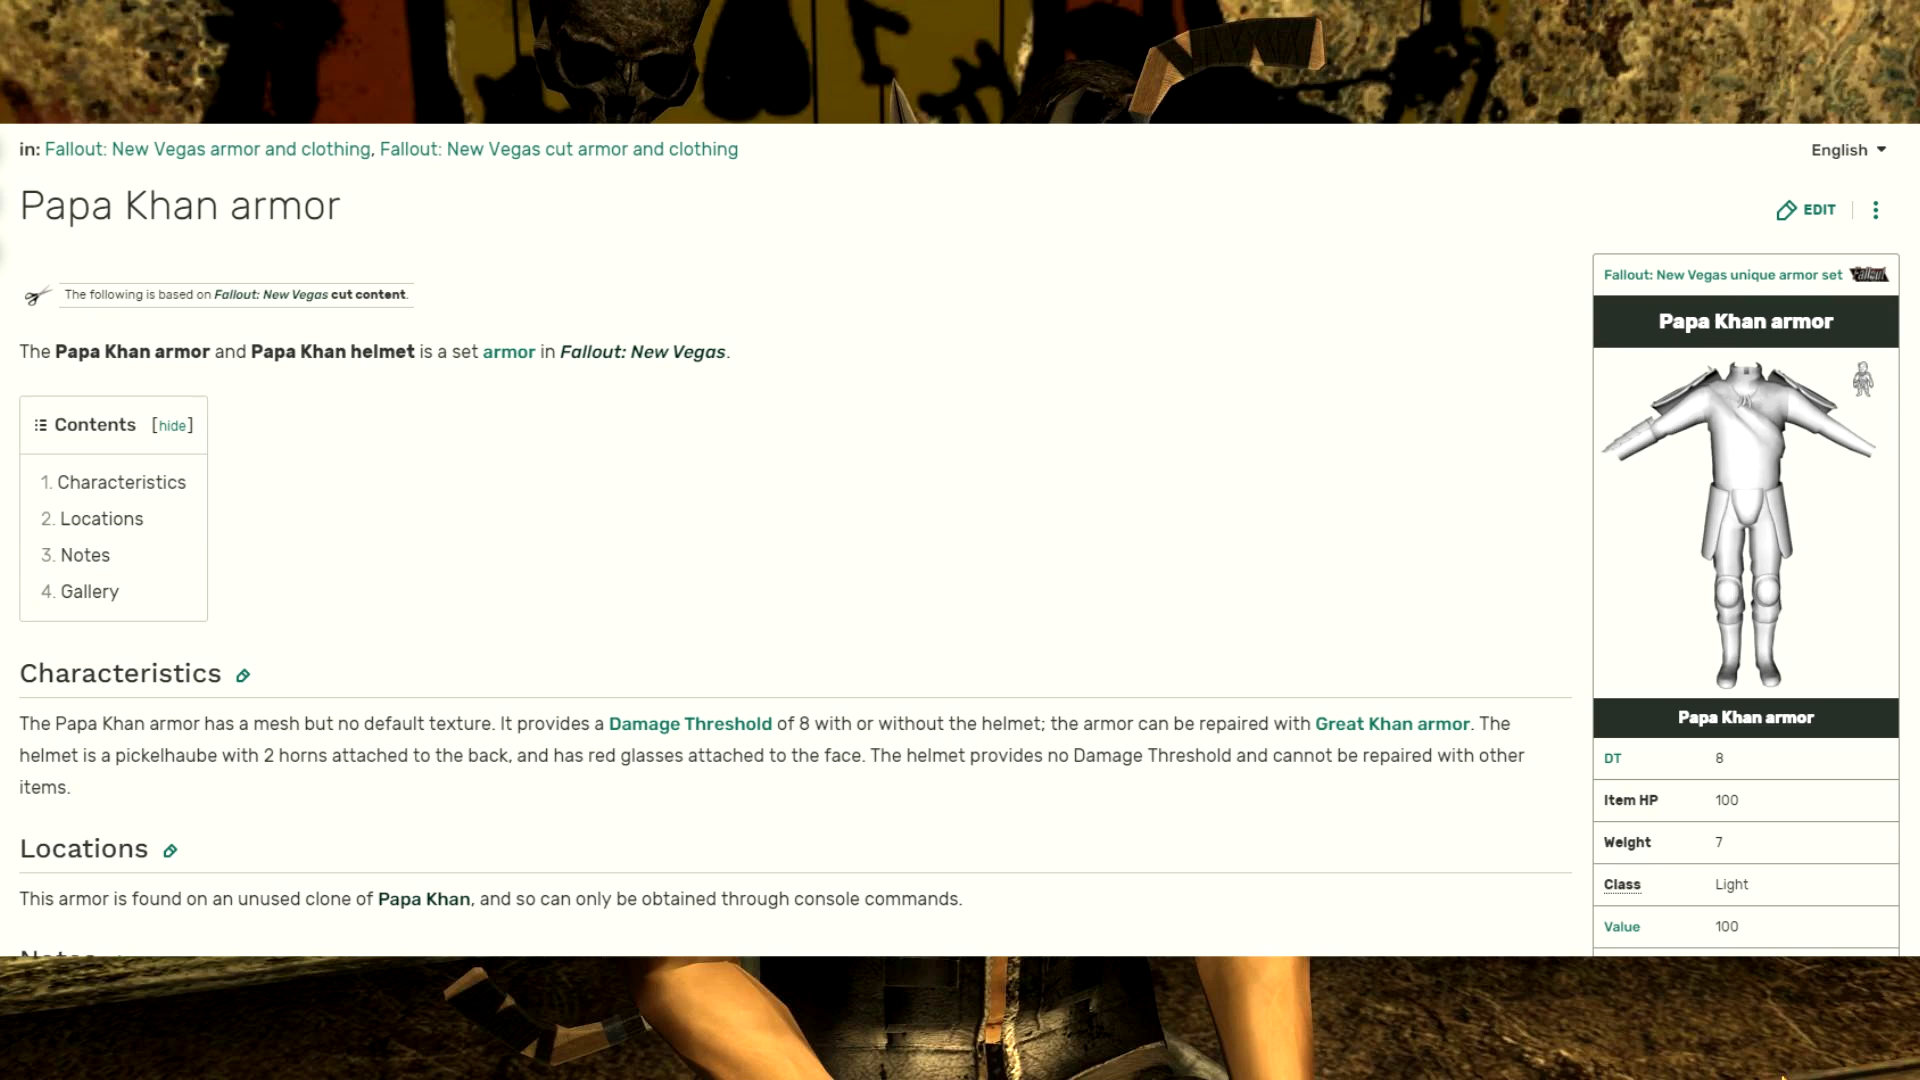 in: Fallout: New Vegas armor and clothing, Fallout: New Vegas cut armor and clothing
English
Papa Khan armor
EDIT
The following is based on Fallout: New Vegas cut content.
The Papa Khan armor and Papa Khan helmet is a set armor in Fallout: New Vegas.
Contents [hide]
1. Characteristics
2. Locations
3. Notes
4. Gallery
Characteristics
The Papa Khan armor has a mesh but no default texture. It provides a Damage Threshold of 8 with or without the helmet; the armor can be repaired with Great Khan armor. The
helmet is a pickelhaube with 2 horns attached to the back, and has red glasses attached to the face. The helmet provides no Damage Threshold and cannot be repaired with other
items.
Locations
This armor is found on an unused clone of Papa Khan, and so can only be obtained through console commands.
Notes
Fallout: New Vegas unique armor set
Fallout
Papa Khan armor
Papa Khan armor
DT 8
Item HP 100
Weight 7
Class Light
Value 100